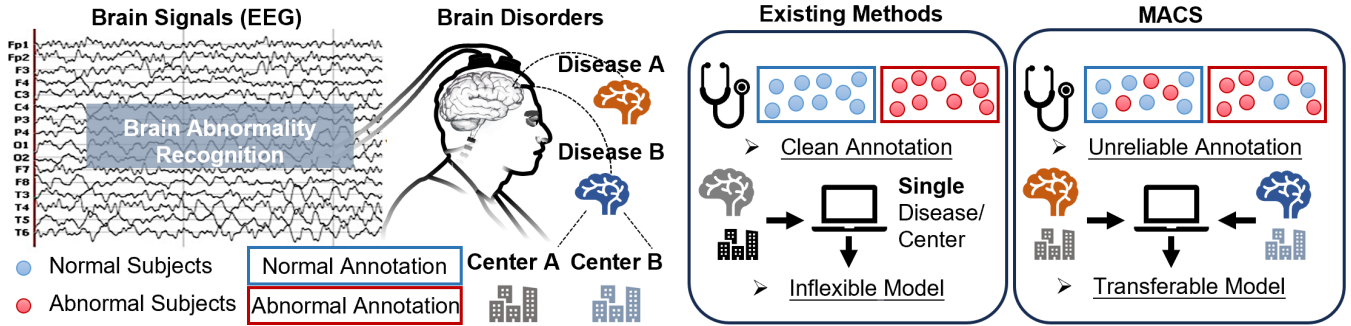 Brain Signals (EEG)
Fp1
Fp2
F3
F4
C3
C4
P3
P4
O1
O2
F7
F8
T3
T4
T5
T6
Brain Abnormality
Recognition
Normal Subjects
Abnormal Subjects
Normal Annotation
Abnormal Annotation
Brain Disorders
Disease A
Disease B
Center A
Center B
Existing Methods
Clean Annotation
Single
Disease/
Center
Inflexible Model
MACS
Unreliable Annotation
Transferable Model